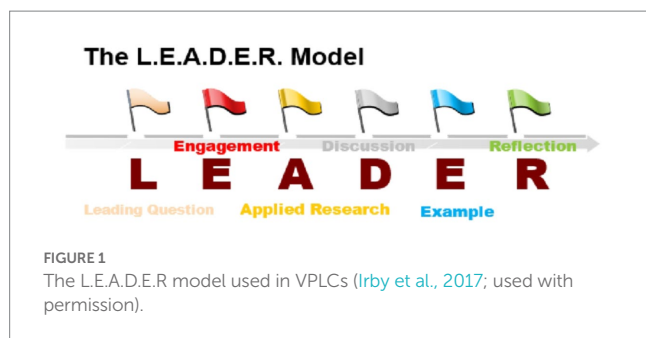 The L.E.A.D.E.R. Model
Engagement Discussion Reflection
L E A D E R
Leading Question Applied Research Example
FIGURE 1
The L.E.A.D.E.R model used in VPLCs (Irby et al., 2017; used with
permission).